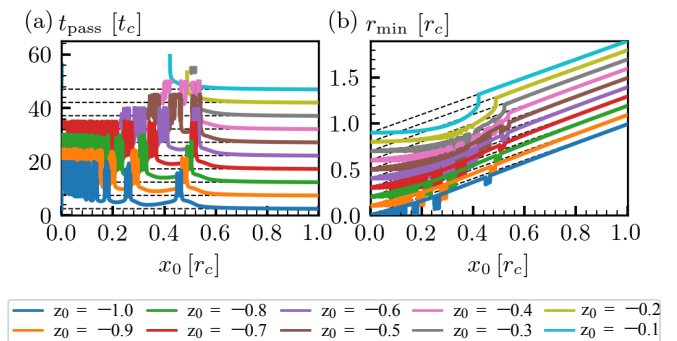 (a) t_pass [t_c]
60
40
20
0
0.0 0.2 0.4 0.6 0.8 1.0
x_0 [r_c]
(b) r_min [r_c]
1.5
1.0
0.5
0.0
0.0 0.2 0.4 0.6 0.8 1.0
x_0 [r_c]
z_0 = −1.0 z_0 = −0.8 z_0 = −0.6 z_0 = −0.4 z_0 = −0.2
z_0 = −0.9 z_0 = −0.7 z_0 = −0.5 z_0 = −0.3 z_0 = −0.1